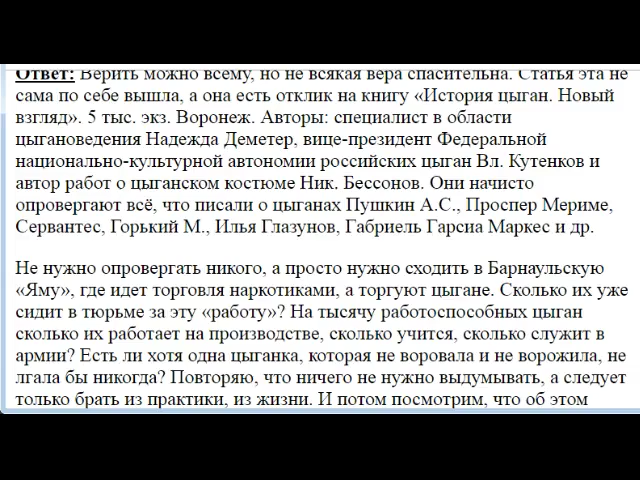 Ответ: Верить можно всему, но не всякая вера спасительна. Статья эта не
сама по себе вышла, а она есть отклик на книгу «История цыган. Новый
взгляд». 5 тыс. экз. Воронеж. Авторы: специалист в области
цыгановедения Надежда Деметер, вице-президент Федеральной
национально-культурной автономии российских цыган Вл. Кутенков и
автор работ о цыганском костюме Ник. Бессонов. Они начисто
опровергают всё, что писали о цыганах Пушкин А.С., Проспер Мериме,
Сервантес, Горький М., Илья Глазунов, Габриель Гарсиа Маркес и др.
Не нужно опровергать никого, а просто нужно сходить в Барнаульскую
«Яму», где идет торговля наркотиками, а торгуют цыгане. Сколько их уже
сидит в тюрьме за эту «работу»? На тысячу работоспособных цыган
сколько их работает на производстве, сколько учится, сколько служит в
армии? Есть ли хотя одна цыганка, которая не воровала и не ворожила, не
лгала бы никогда? Повторяю, что ничего не нужно выдумывать, а следует
только брать из практики, из жизни. И потом посмотрим, что об этом